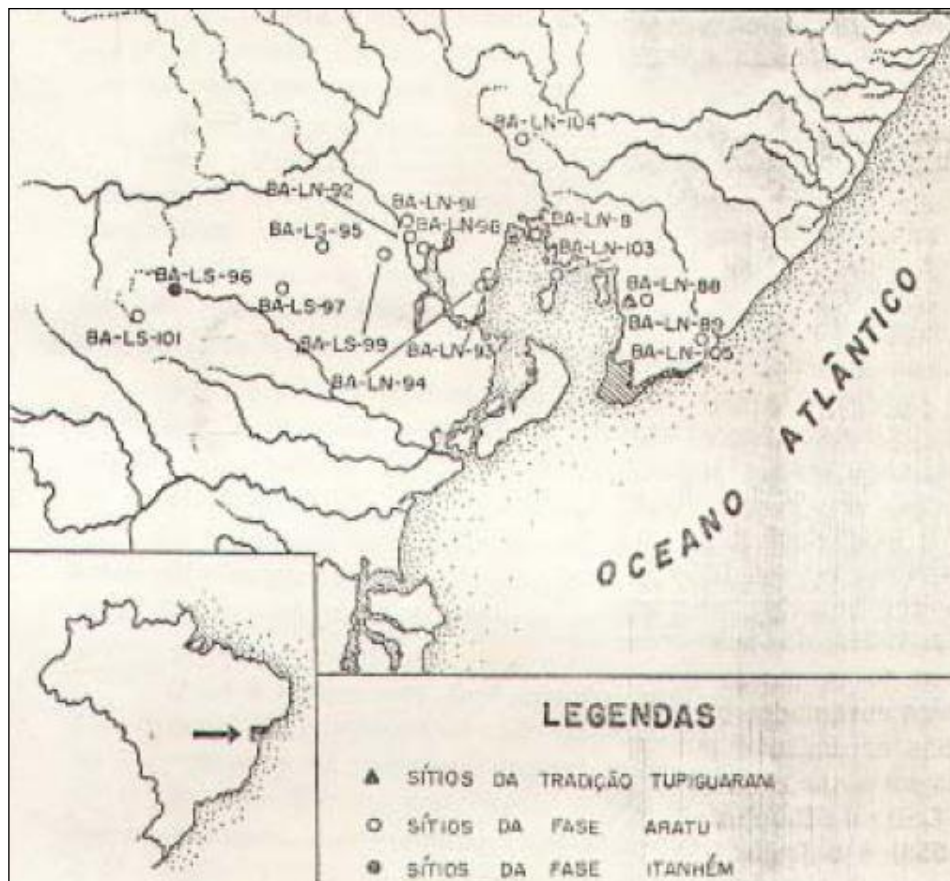 BA-LN-104
BA-LN-92
BA-LN-91
BA-LN-98
BA-LN-8
BA-LS-95
BA-LN-103
BA-LS-96
BA-LN-88
BA-LS-97
BA-LN-89
BA-LS-101
BA-LS-99
BA-LN-93
BA-LN-105
BA-LN-94
OCEANO ATLÂNTICO
LEGENDAS
SÍTIOS DA TRADIÇÃO TUPIGUARANI
SÍTIOS DA FASE ARATU
SÍTIOS DA FASE ITANHÉM